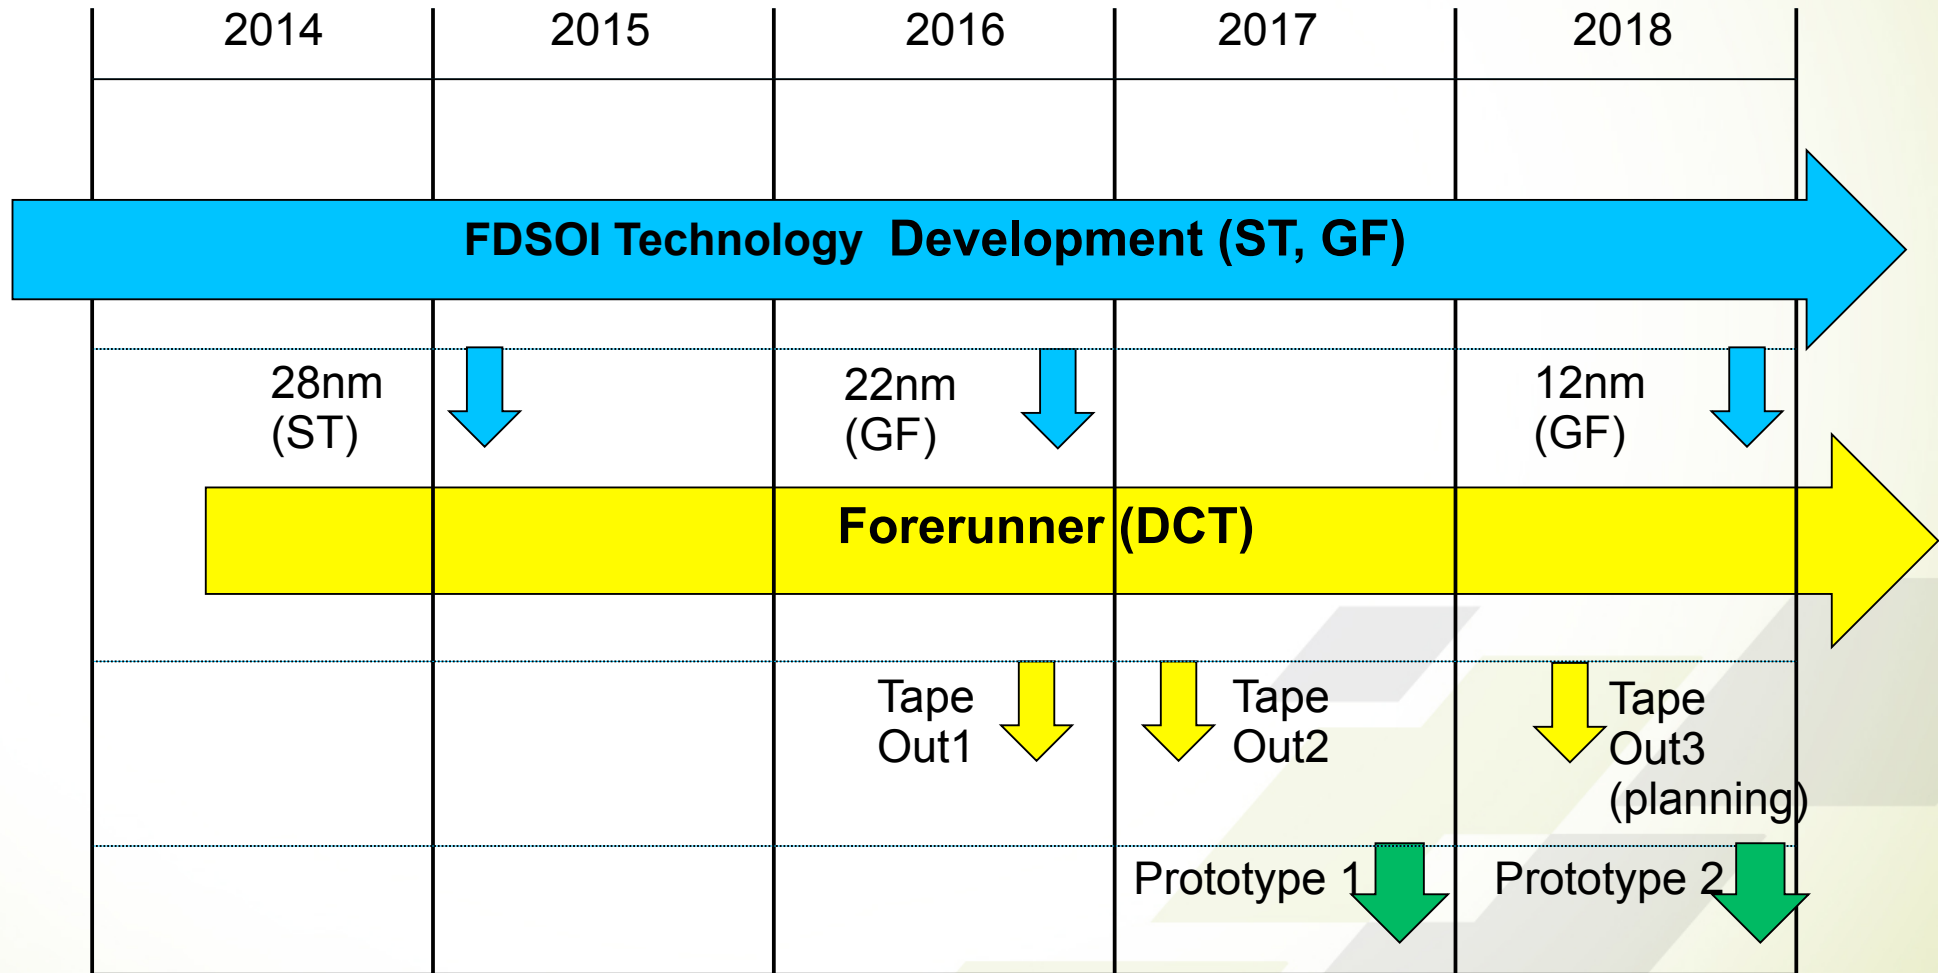 2014 2015 2016 2017 2018
FDSOI Technology Development (ST, GF)
28nm
(ST)
22nm
(GF)
12nm
(GF)
Forerunner (DCT)
Tape
Out1
Tape
Out2
Tape
Out3
(planning)
Prototype 1
Prototype 2